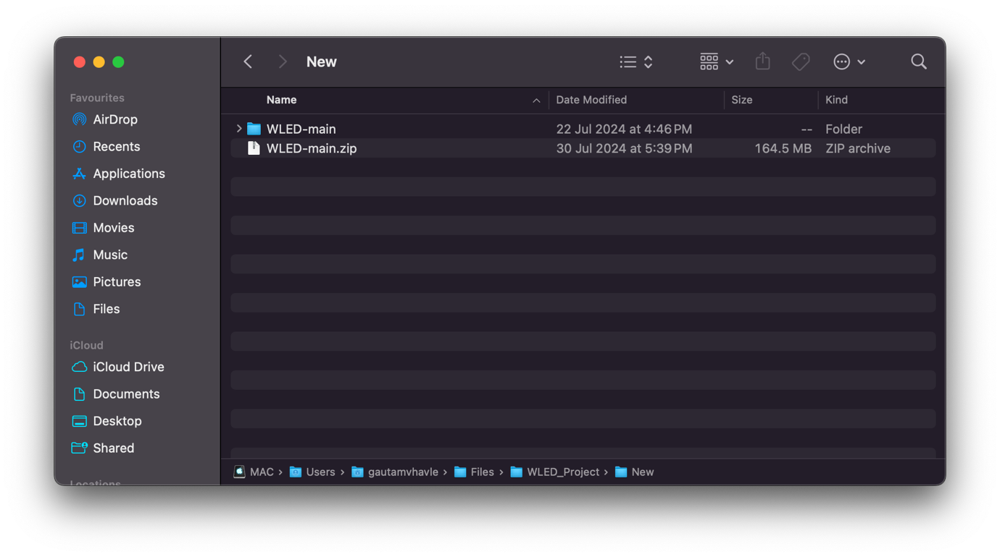 New
Favourites
AirDrop
Recents
Applications
Downloads
Movies
Music
Pictures
Files
iCloud
iCloud Drive
Documents
Desktop
Shared
Locations
Name Date Modified Size Kind
WLED-main 22 Jul 2024 at 4:46 PM -- Folder
WLED-main.zip 30 Jul 2024 at 5:39 PM 164.5 MB ZIP archive
MAC › Users › gautamvhavle › Files › WLED_Project › New